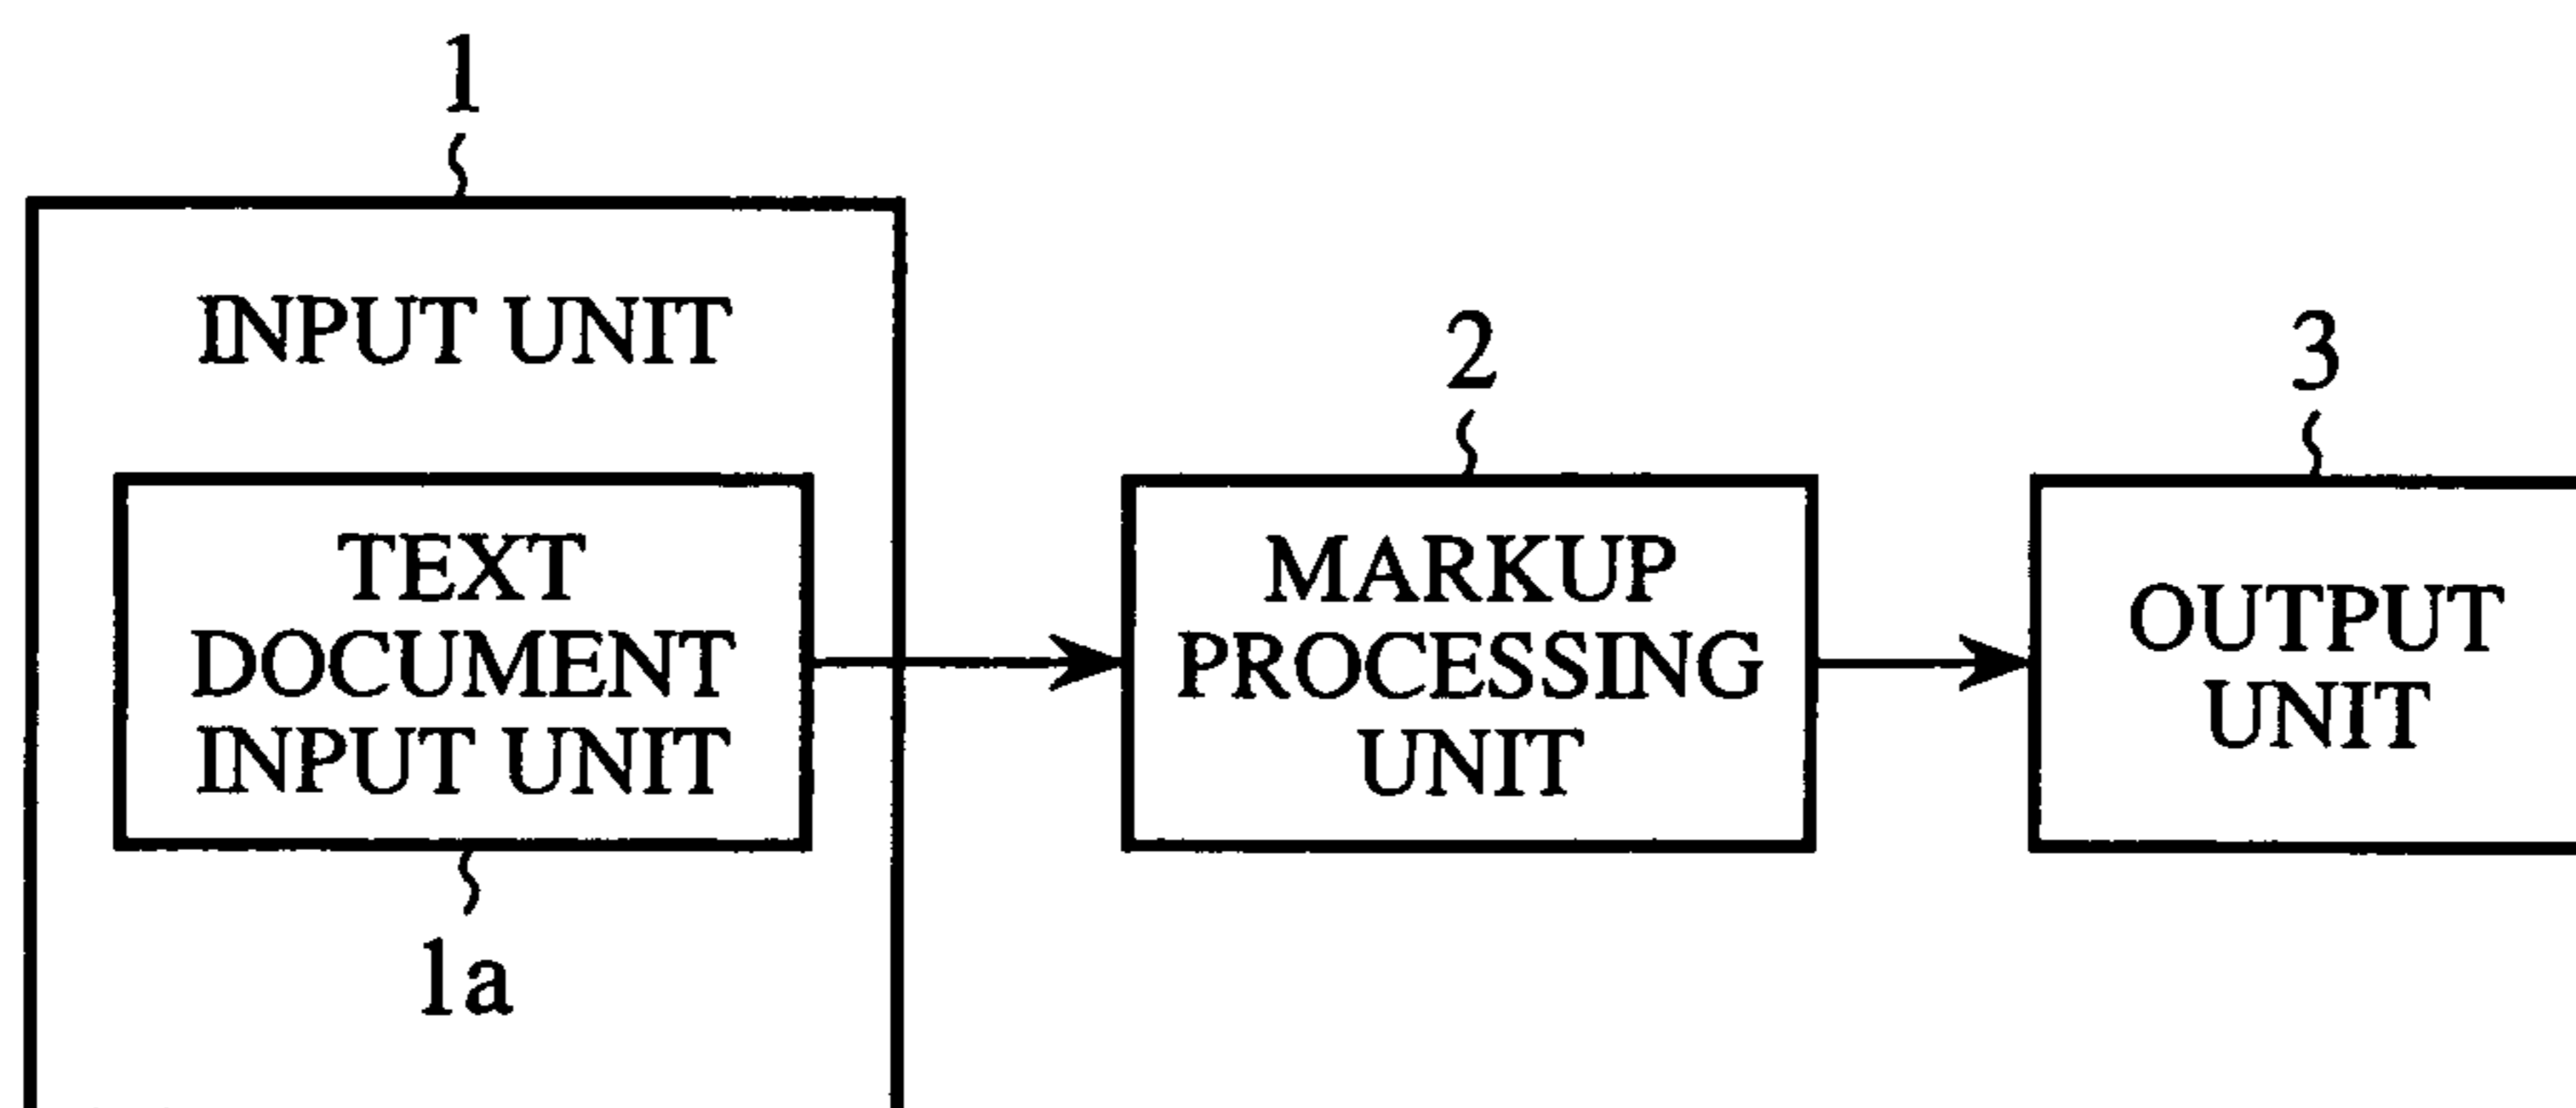 1
INPUT UNIT
TEXT
DOCUMENT
INPUT UNIT
1a
2
MARKUP
PROCESSING
UNIT
3
OUTPUT
UNIT